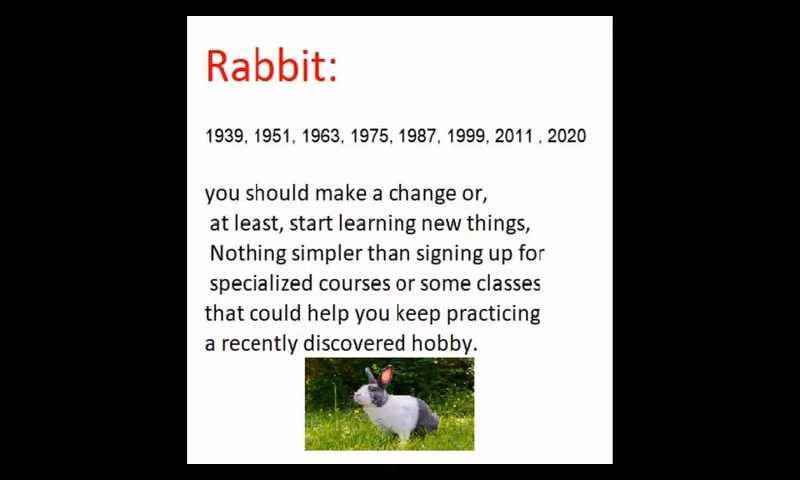 Rabbit:
1939, 1951, 1963, 1975, 1987, 1999, 2011 , 2020
you should make a change or,
at least, start learning new things,
Nothing simpler than signing up for
specialized courses or some classes
that could help you keep practicing
a recently discovered hobby.